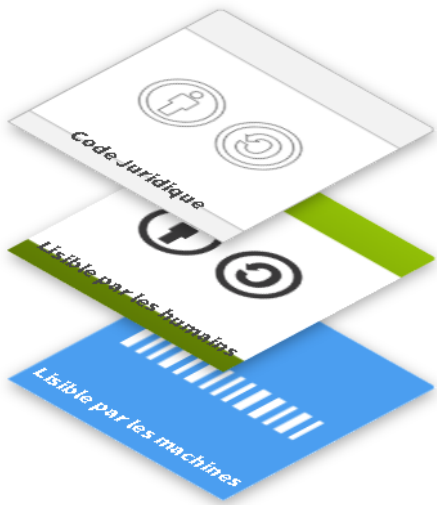 Code Juridique
Lisible par les humains
Lisible par les machines